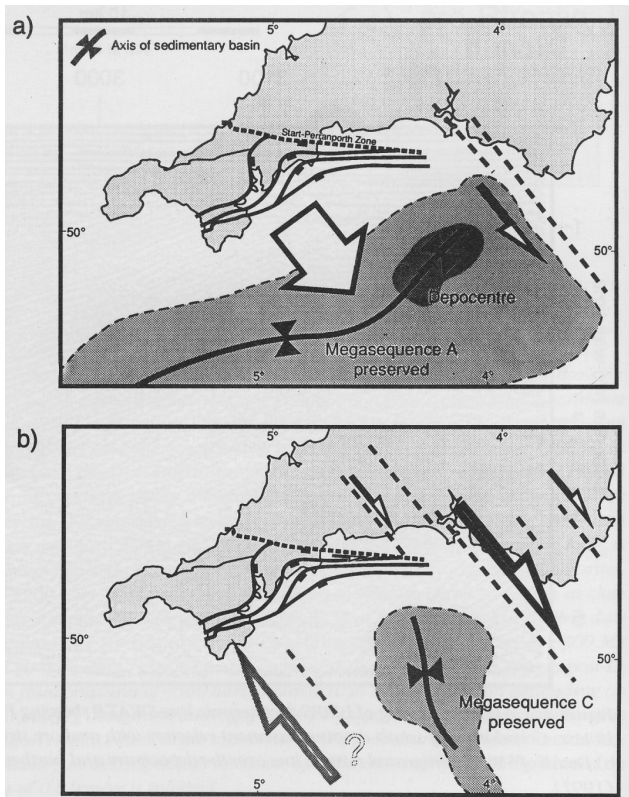 a)
5°
4°
Axis of sedimentary basin
3000
Start-Perranporth Zone
50°
50°
Depocentre
Megasequence A
preserved
5°
4°
b)
5°
4°
50°
50°
Megasequence C
preserved
?
5°
4°